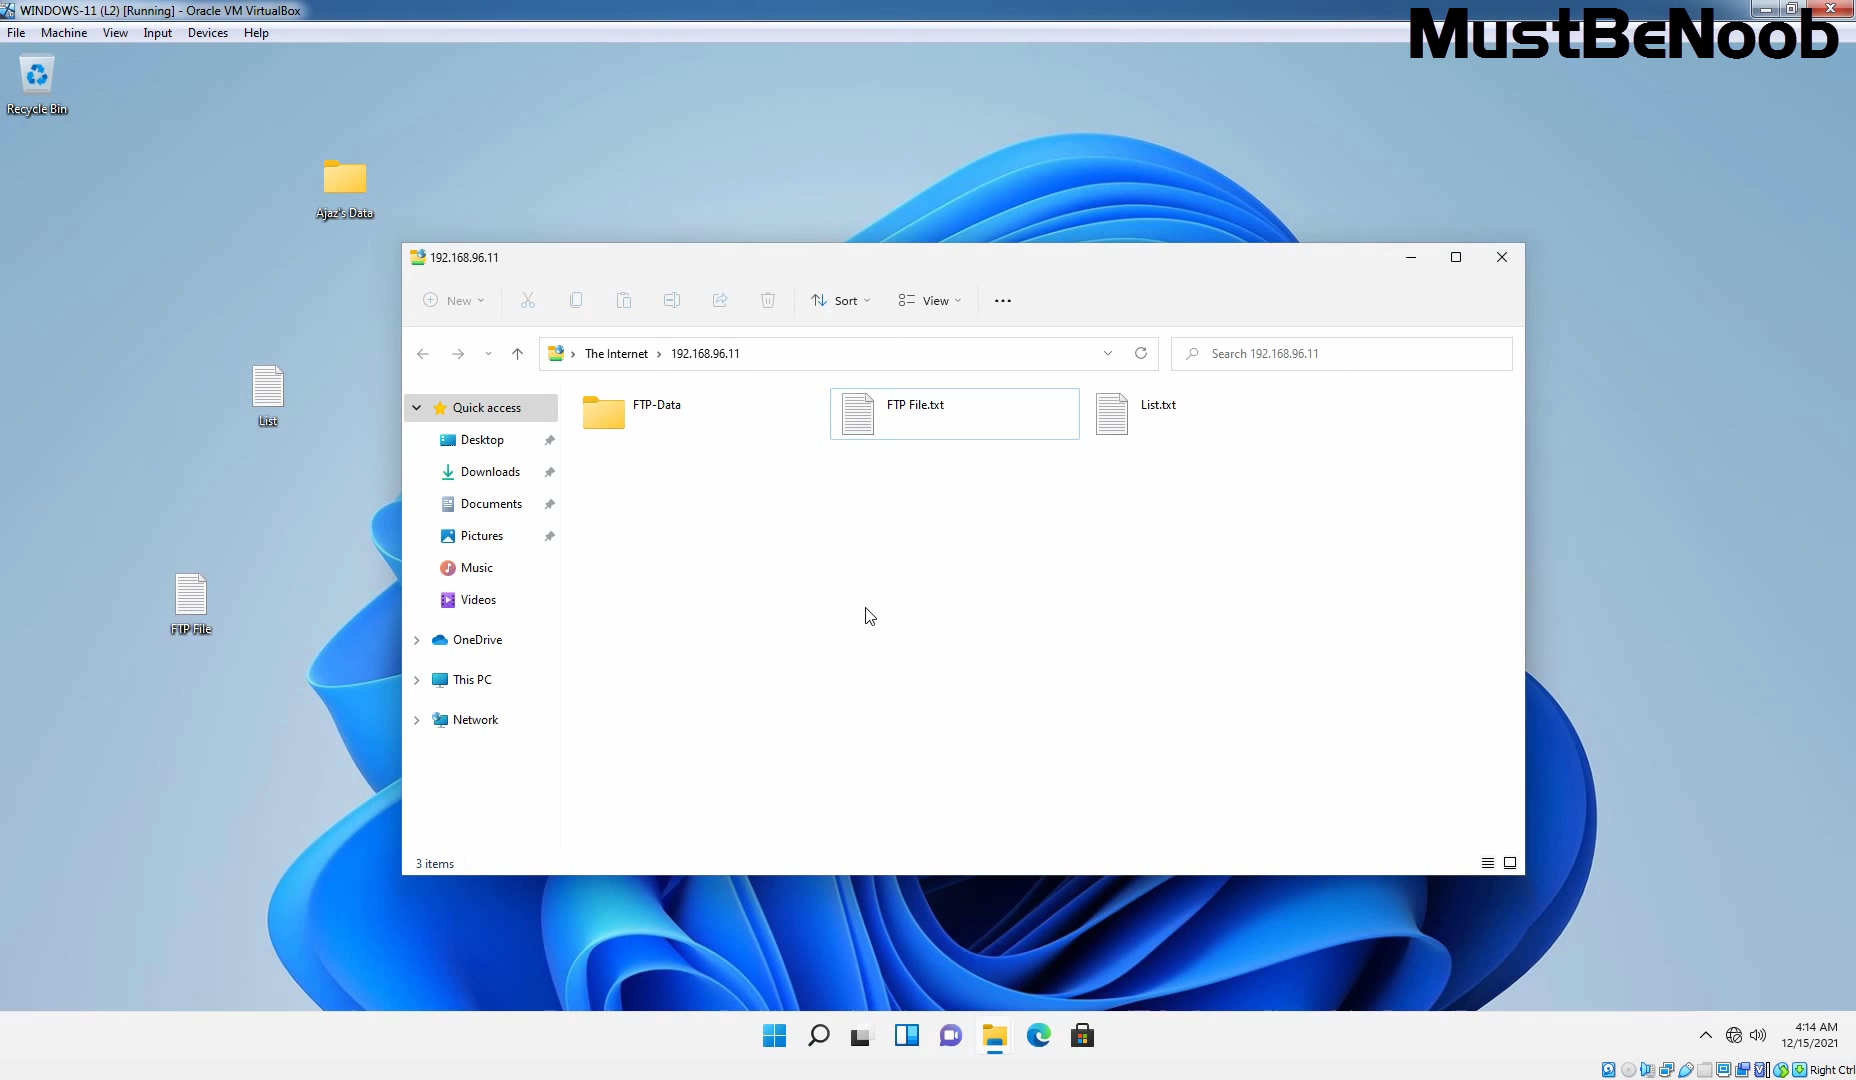 WINDOWS-11 (L2) [Running] - Oracle VM VirtualBox
File Machine View Input Devices Help
MustBeNoob
Recycle Bin
Ajaz's Data
192.168.96.11
New Sort View
The Internet 192.168.96.11 Search 192.168.96.11
Quick access
Desktop
Downloads
Documents
Pictures
Music
Videos
OneDrive
This PC
Network
FTP-Data
FTP File.txt
List.txt
List
FTP File
3 items
4:14 AM
12/15/2021
Right Ctrl